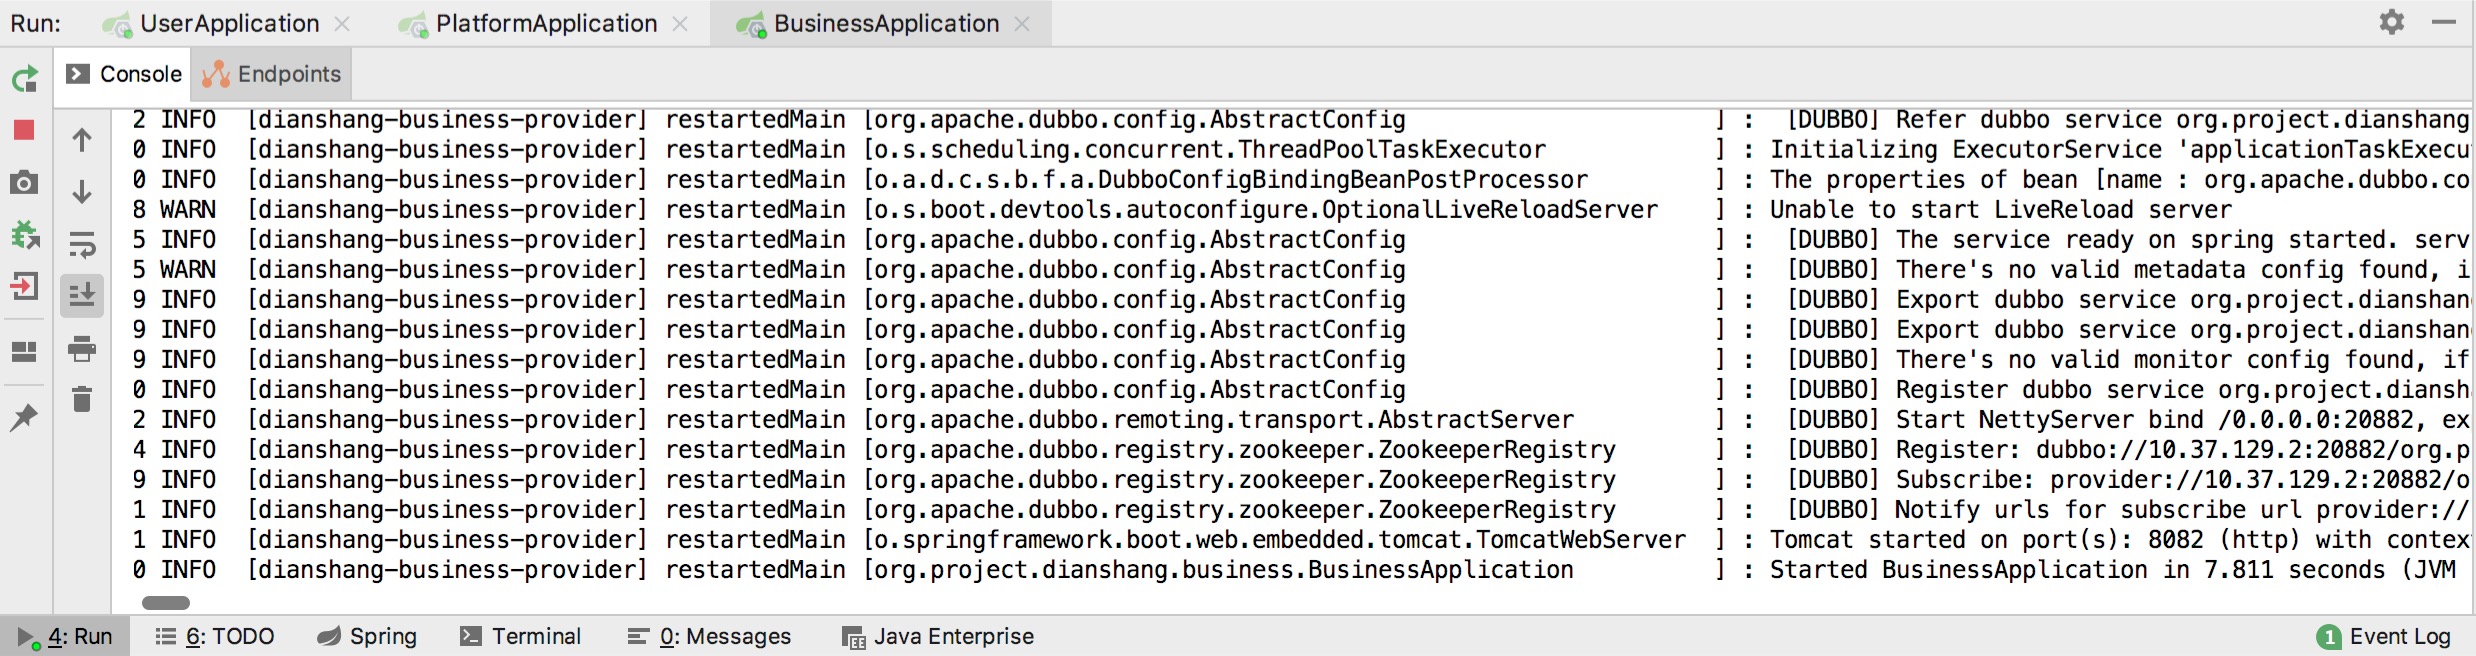 Run: UserApplication PlatformApplication BusinessApplication
Console Endpoints
2 INFO [dianshang-business-provider] restartedMain [org.apache.dubbo.config.AbstractConfig ] : [DUBBO] Refer dubbo service org.project.dianshang
0 INFO [dianshang-business-provider] restartedMain [o.s.scheduling.concurrent.ThreadPoolTaskExecutor ] : Initializing ExecutorService 'applicationTaskExecu
0 INFO [dianshang-business-provider] restartedMain [o.a.d.c.s.b.f.a.DubboConfigBindingBeanPostProcessor ] : The properties of bean [name : org.apache.dubbo.co
8 WARN [dianshang-business-provider] restartedMain [o.s.boot.devtools.autoconfigure.OptionalLiveReloadServer ] : Unable to start LiveReload server
5 INFO [dianshang-business-provider] restartedMain [org.apache.dubbo.config.AbstractConfig ] : [DUBBO] The service ready on spring started. serv
5 WARN [dianshang-business-provider] restartedMain [org.apache.dubbo.config.AbstractConfig ] : [DUBBO] There's no valid metadata config found, i
9 INFO [dianshang-business-provider] restartedMain [org.apache.dubbo.config.AbstractConfig ] : [DUBBO] Export dubbo service org.project.dianshan
9 INFO [dianshang-business-provider] restartedMain [org.apache.dubbo.config.AbstractConfig ] : [DUBBO] Export dubbo service org.project.dianshan
9 INFO [dianshang-business-provider] restartedMain [org.apache.dubbo.config.AbstractConfig ] : [DUBBO] There's no valid monitor config found, if
0 INFO [dianshang-business-provider] restartedMain [org.apache.dubbo.config.AbstractConfig ] : [DUBBO] Register dubbo service org.project.diansh
2 INFO [dianshang-business-provider] restartedMain [org.apache.dubbo.remoting.transport.AbstractServer ] : [DUBBO] Start NettyServer bind /0.0.0.0:20882, ex
4 INFO [dianshang-business-provider] restartedMain [org.apache.dubbo.registry.zookeeper.ZookeeperRegistry ] : [DUBBO] Register: dubbo://10.37.129.2:20882/org.p
9 INFO [dianshang-business-provider] restartedMain [org.apache.dubbo.registry.zookeeper.ZookeeperRegistry ] : [DUBBO] Subscribe: provider://10.37.129.2:20882/o
1 INFO [dianshang-business-provider] restartedMain [org.apache.dubbo.registry.zookeeper.ZookeeperRegistry ] : [DUBBO] Notify urls for subscribe url provider://
1 INFO [dianshang-business-provider] restartedMain [o.springframework.boot.web.embedded.tomcat.TomcatWebServer ] : Tomcat started on port(s): 8082 (http) with contex
0 INFO [dianshang-business-provider] restartedMain [org.project.dianshang.business.BusinessApplication ] : Started BusinessApplication in 7.811 seconds (JVM
4: Run 6: TODO Spring Terminal 0: Messages Java Enterprise 1 Event Log